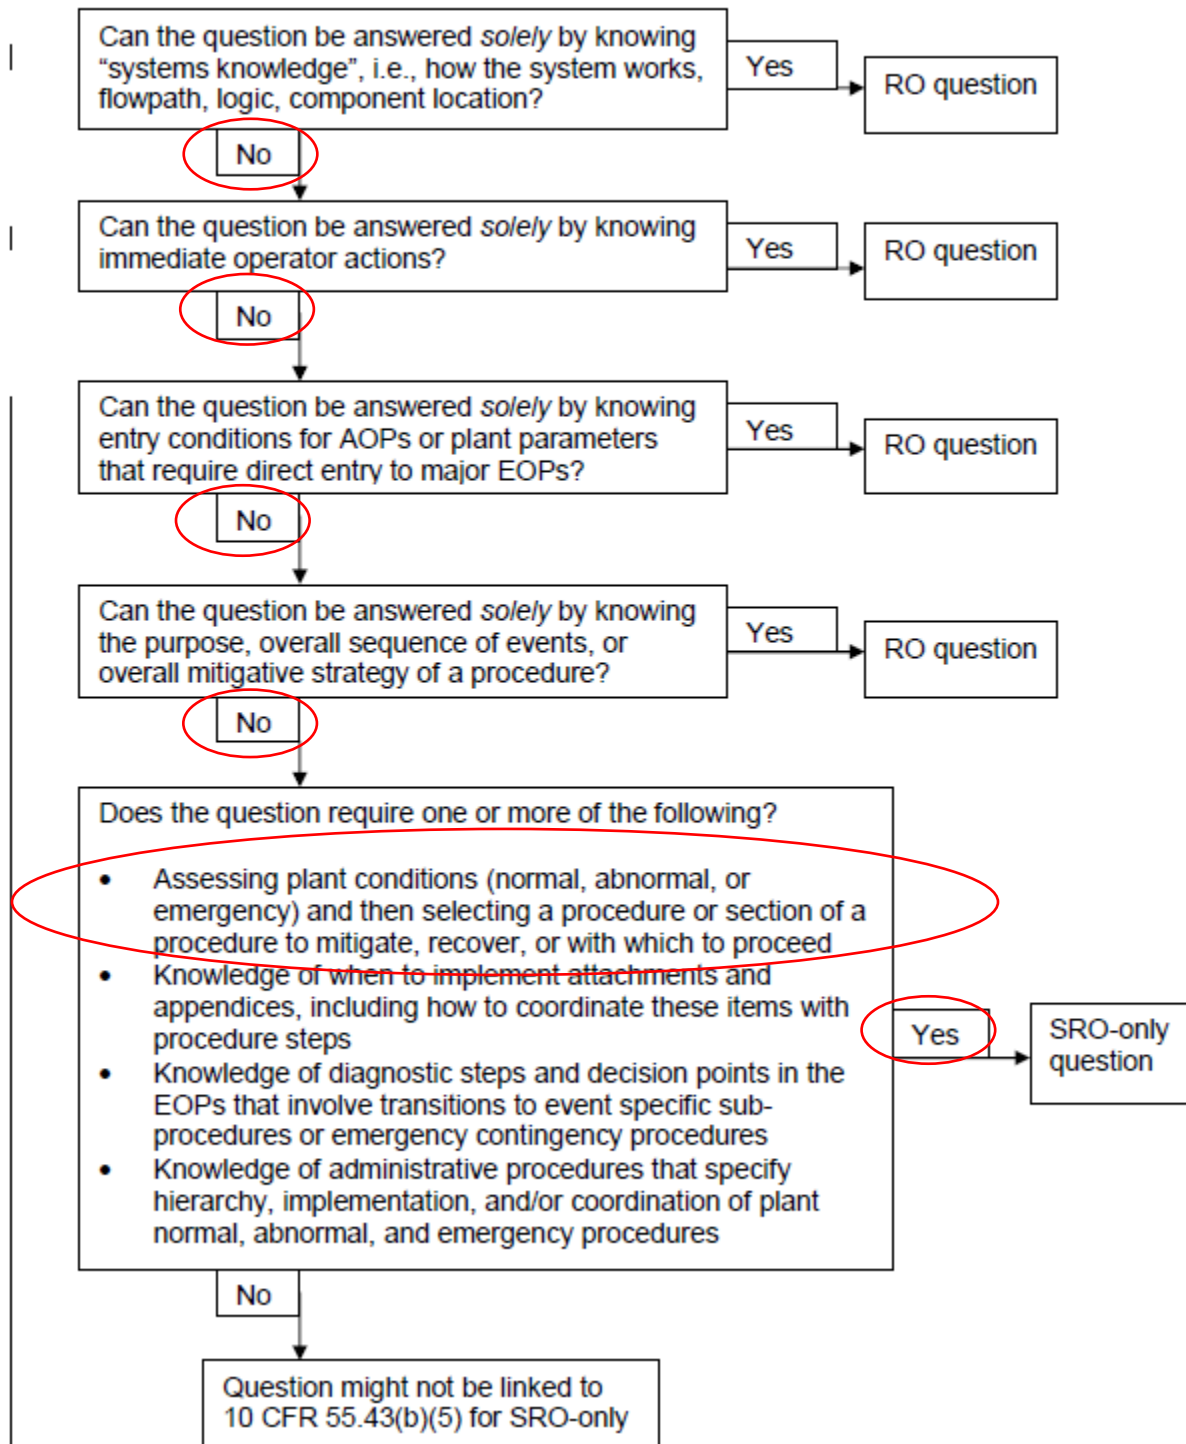 Can the question be answered solely by knowing
“systems knowledge”, i.e., how the system works,
flowpath, logic, component location?
Yes
RO question
No
Can the question be answered solely by knowing
immediate operator actions?
Yes
RO question
No
Can the question be answered solely by knowing
entry conditions for AOPs or plant parameters
that require direct entry to major EOPs?
Yes
RO question
No
Can the question be answered solely by knowing
the purpose, overall sequence of events, or
overall mitigative strategy of a procedure?
Yes
RO question
No
Does the question require one or more of the following?
• Assessing plant conditions (normal, abnormal, or
emergency) and then selecting a procedure or section of a
procedure to mitigate, recover, or with which to proceed
• Knowledge of when to implement attachments and
appendices, including how to coordinate these items with
procedure steps
• Knowledge of diagnostic steps and decision points in the
EOPs that involve transitions to event specific sub-
procedures or emergency contingency procedures
• Knowledge of administrative procedures that specify
hierarchy, implementation, and/or coordination of plant
normal, abnormal, and emergency procedures
Yes
SRO-only
question
No
Question might not be linked to
10 CFR 55.43(b)(5) for SRO-only